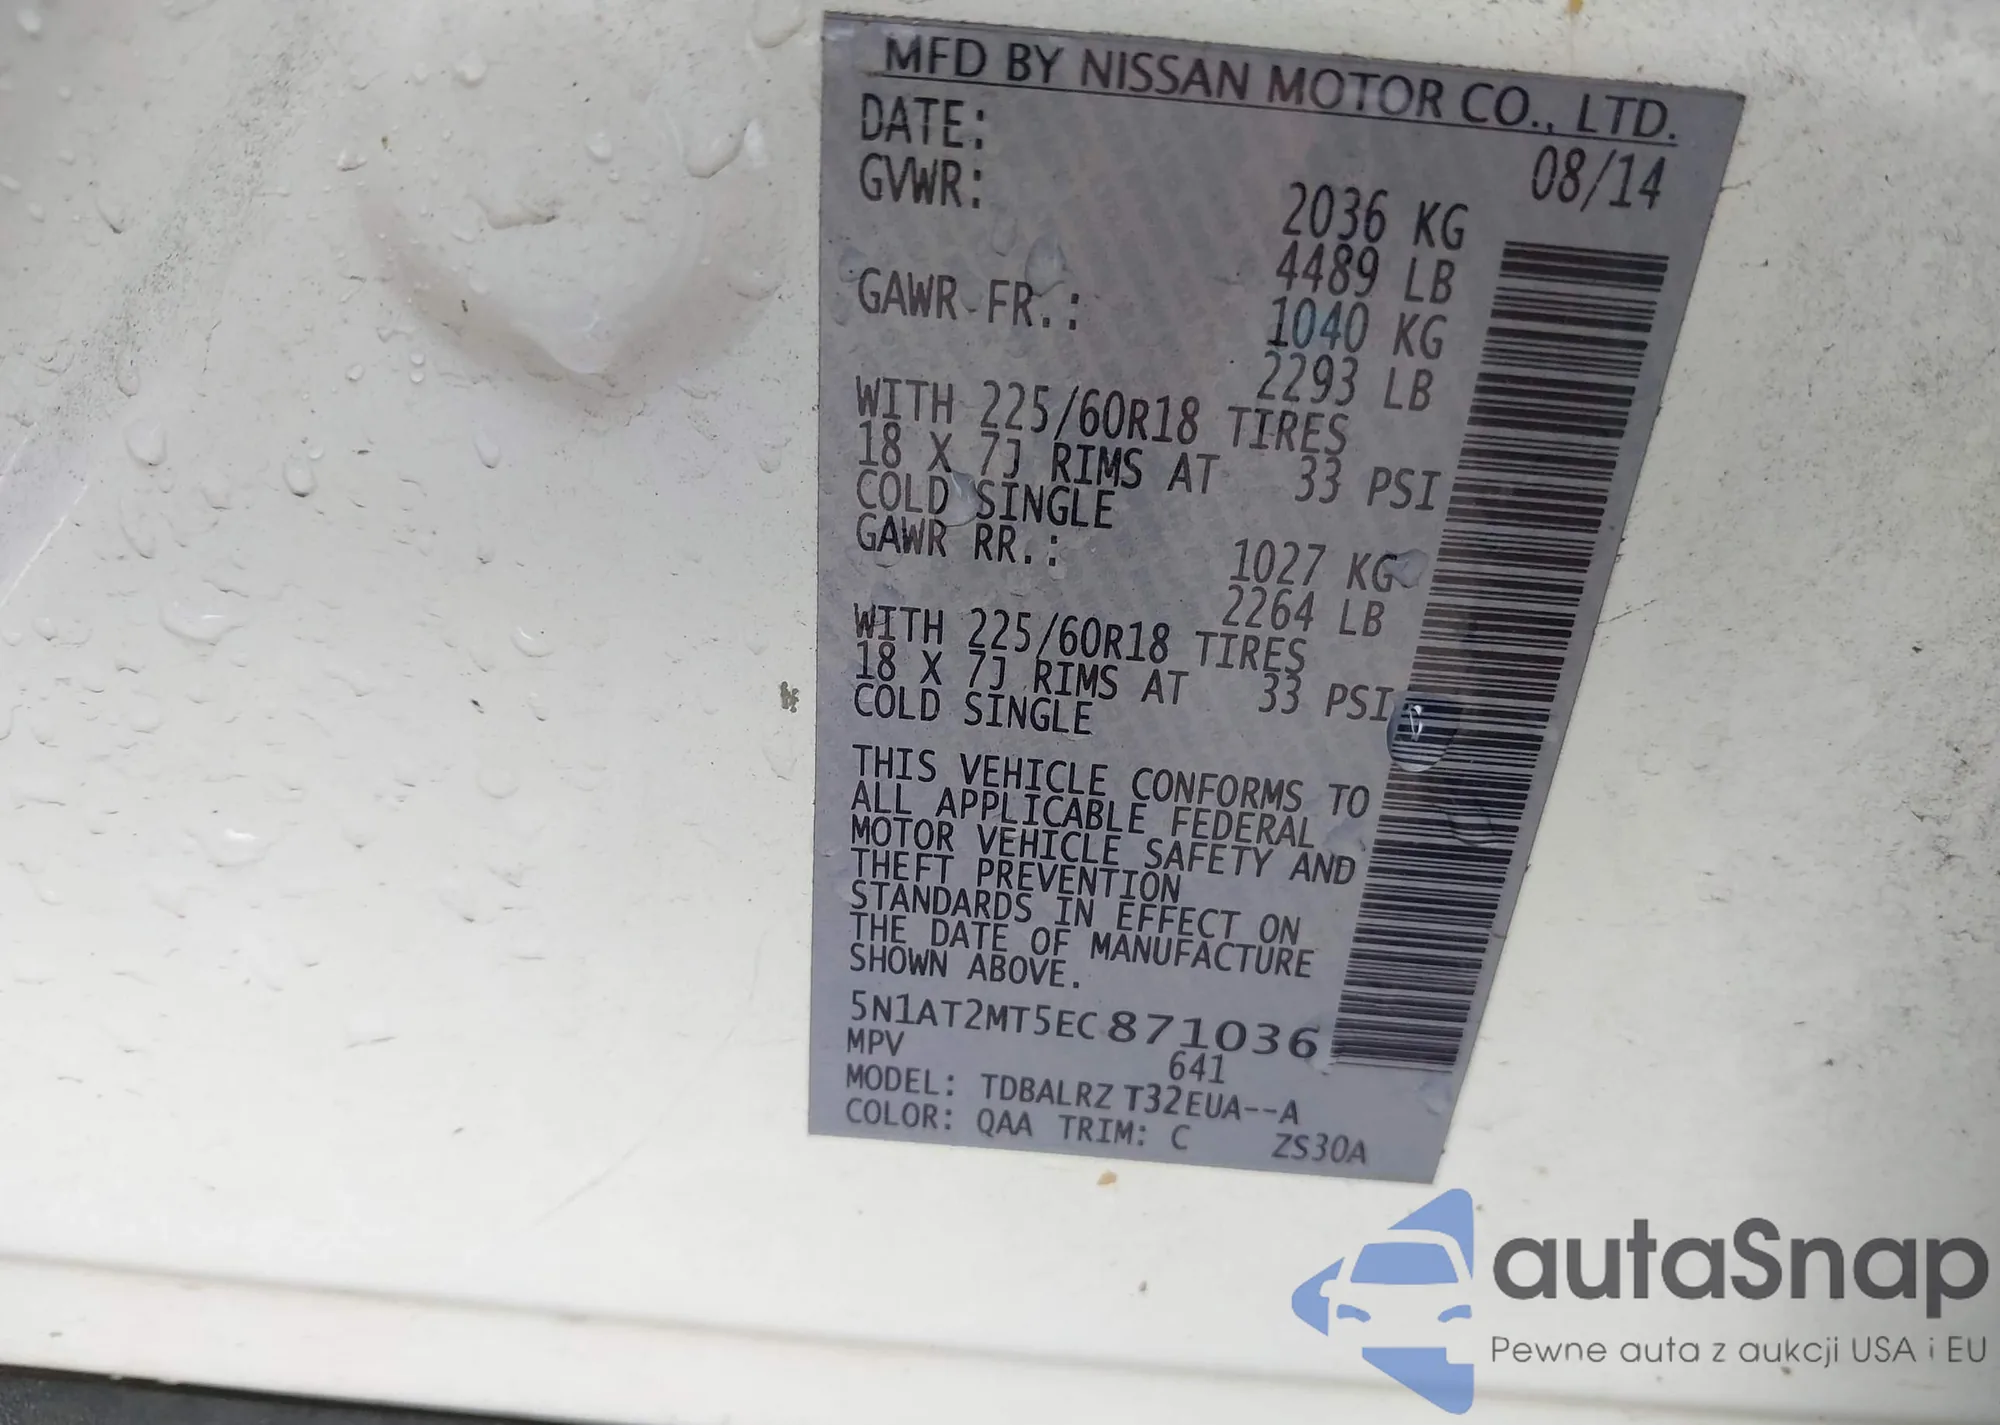 MFD BY NISSAN MOTOR CO., LTD.
DATE: 08/14
GVWR: 2036 KG
4489 LB
GAWR FR.: 1040 KG
2293 LB
WITH 225/60R18 TIRES
18 X 7J RIMS AT 33 PSI
COLD SINGLE
GAWR RR.: 1027 KG
2264 LB
WITH 225/60R18 TIRES
18 X 7J RIMS AT 33 PSI
COLD SINGLE
THIS VEHICLE CONFORMS TO
ALL APPLICABLE FEDERAL
MOTOR VEHICLE SAFETY AND
THEFT PREVENTION
STANDARDS IN EFFECT ON
THE DATE OF MANUFACTURE
SHOWN ABOVE.
5N1AT2MT5EC871036
MPV 641
MODEL: TDBALRZ T32EUA--A
COLOR: QAA TRIM: C ZS30A
autaSnap
Pewne auta z aukcji USA i EU